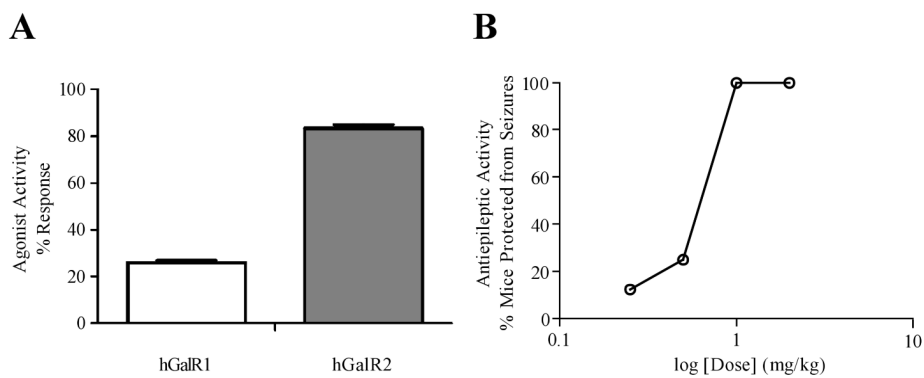 A
Agonist Activity
% Response
100
80
60
40
20
0
hGalR1
hGalR2
B
Antiepileptic Activity
% Mice Protected from Seizures
100
80
60
40
20
0
0.1
1
10
log [Dose] (mg/kg)